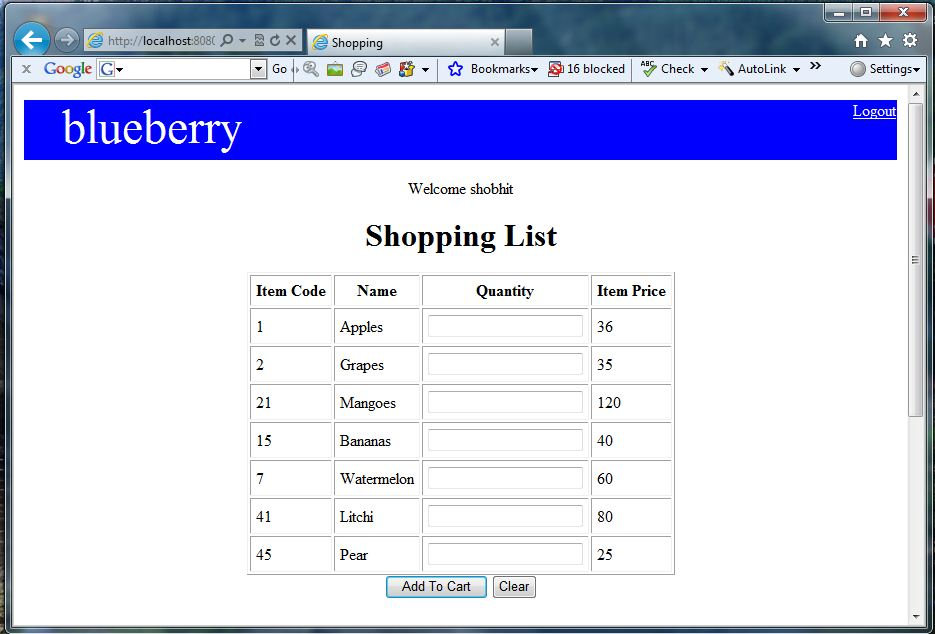 http://localhost:8080
Shopping
x Google G Go Bookmarks 16 blocked ABC Check AutoLink » Settings
blueberry
Logout
Welcome shobhit
Shopping List
Item Code Name Quantity Item Price
1 Apples 36
2 Grapes 35
21 Mangoes 120
15 Bananas 40
7 Watermelon 60
41 Litchi 80
45 Pear 25
Add To Cart Clear